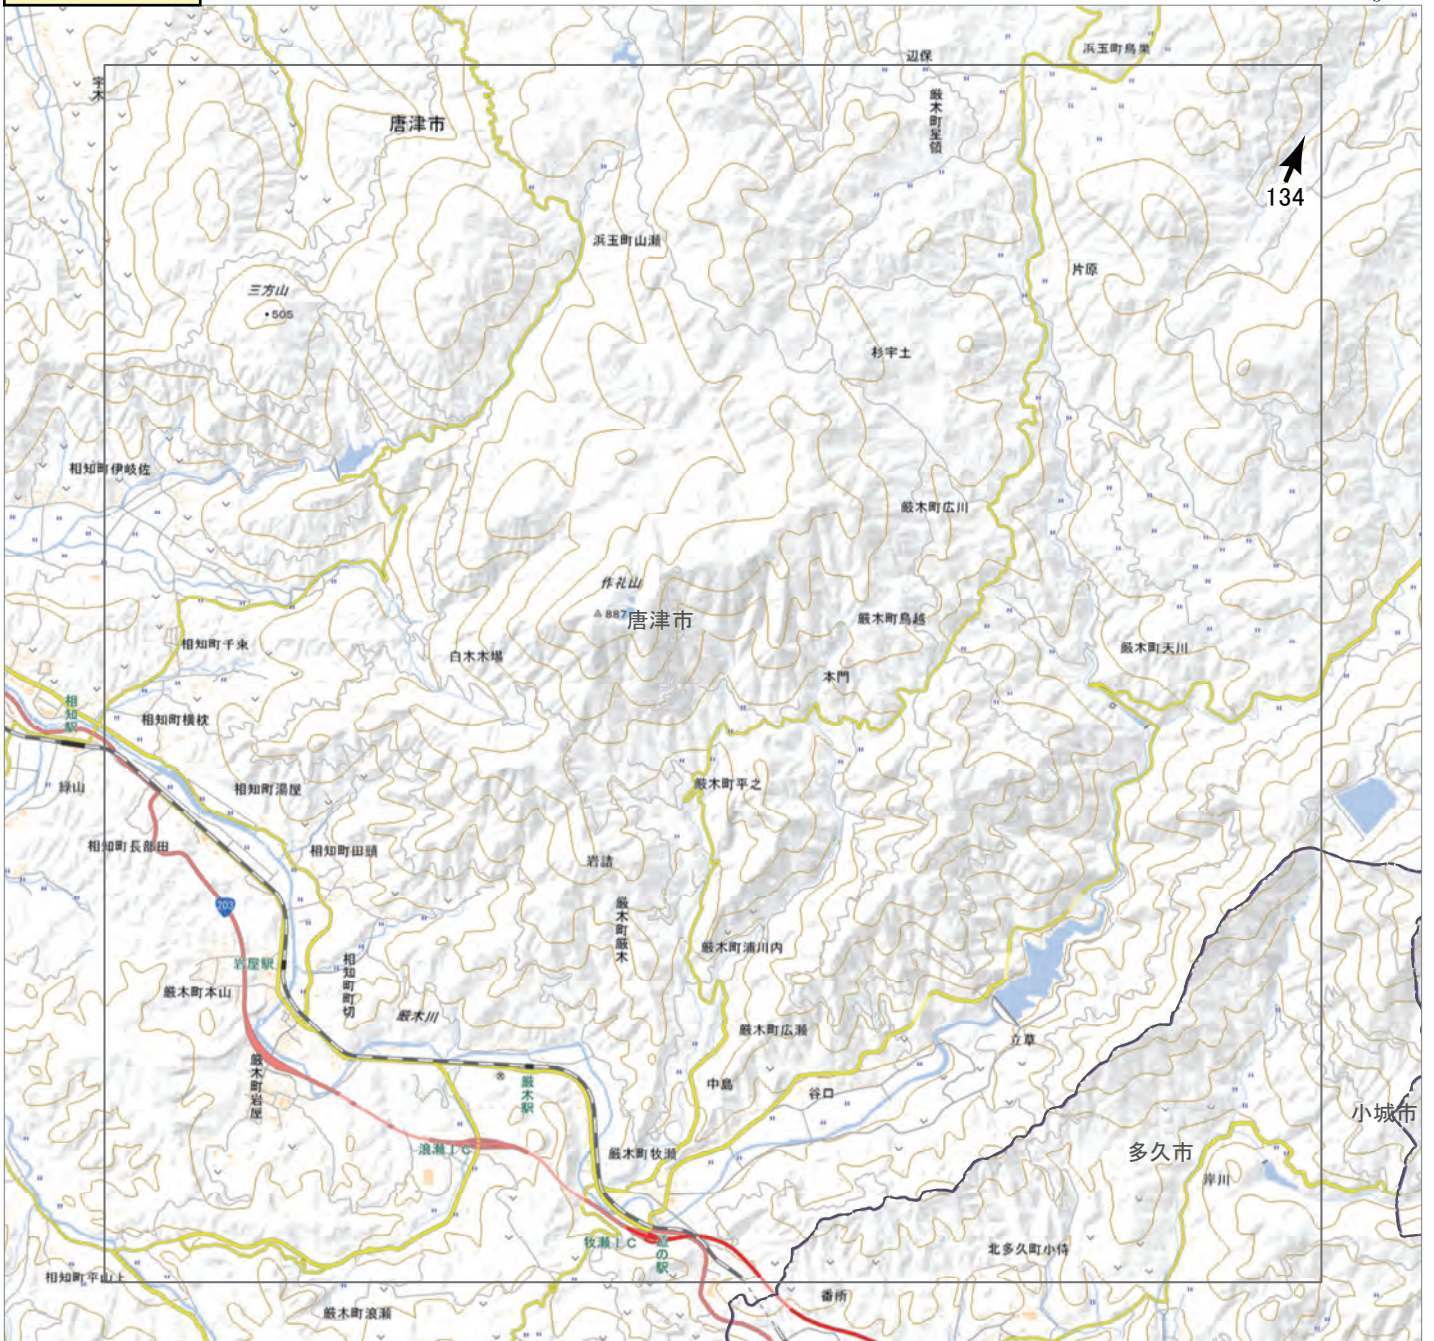 辺保
浜玉町鳥巣
宇木
唐津市
厳木町星領
134
浜玉町山瀬
片原
三方山
505
杉宇土
相知町伊岐佐
厳木町広川
作礼山
887
唐津市
厳木町鳥越
相知町千束
白木木場
厳木町天川
本門
相知駅
相知町横枕
緑山
相知町湯屋
厳木町平之
相知町長部田
相知町田頭
岩詰
203
厳木町厳木
厳木町浦川内
岩屋駅
相知町町切
厳木町本山
厳木川
厳木町広瀬
立草
厳木町岩屋
厳木駅
中島
谷口
小城市
浪瀬IC
厳木町牧瀬
多久市
岸川
牧瀬IC
道の駅
北多久町小侍
相知町平山上
厳木町浪瀬
番所